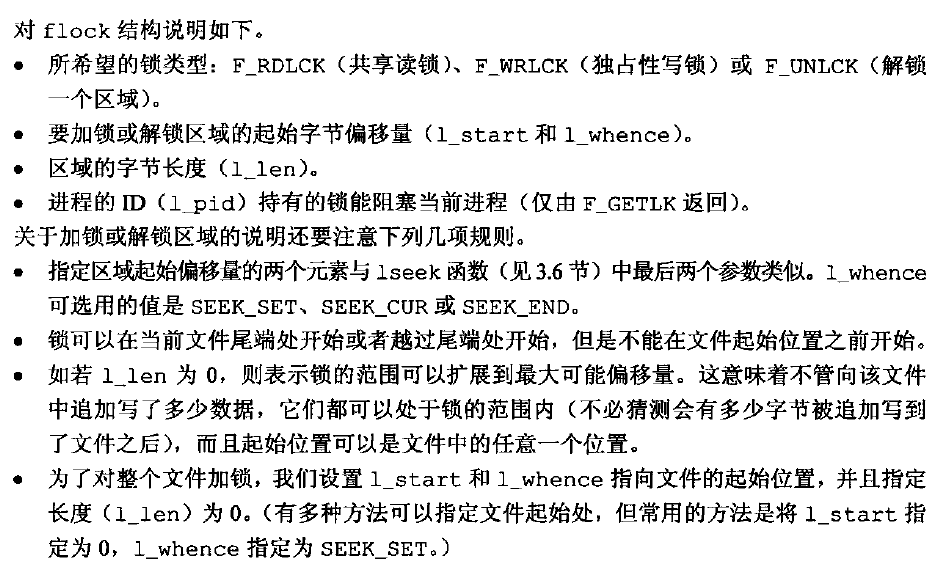 对 flock 结构说明如下。
• 所希望的锁类型：F_RDLCK（共享读锁）、F_WRLCK（独占性写锁）或 F_UNLCK（解锁
一个区域）。
• 要加锁或解锁区域的起始字节偏移量（l_start 和 l_whence）。
• 区域的字节长度（l_len）。
• 进程的 ID（l_pid）持有的锁能阻塞当前进程（仅由 F_GETLK 返回）。
关于加锁或解锁区域的说明还要注意下列几项规则。
• 指定区域起始偏移量的两个元素与 lseek 函数（见 3.6 节）中最后两个参数类似。l_whence
可选用的值是 SEEK_SET、SEEK_CUR 或 SEEK_END。
• 锁可以在当前文件尾端处开始或者越过尾端处开始，但是不能在文件起始位置之前开始。
• 如若 l_len 为 0，则表示锁的范围可以扩展到最大可能偏移量。这意味着不管向该文件
中追加写了多少数据，它们都可以处于锁的范围内（不必猜测会有多少字节被追加写到
了文件之后），而且起始位置可以是文件中的任意一个位置。
• 为了对整个文件加锁，我们设置 l_start 和 l_whence 指向文件的起始位置，并且指定
长度（l_len）为 0。（有多种方法可以指定文件起始处，但常用的方法是将 l_start 指
定为 0，l_whence 指定为 SEEK_SET。）